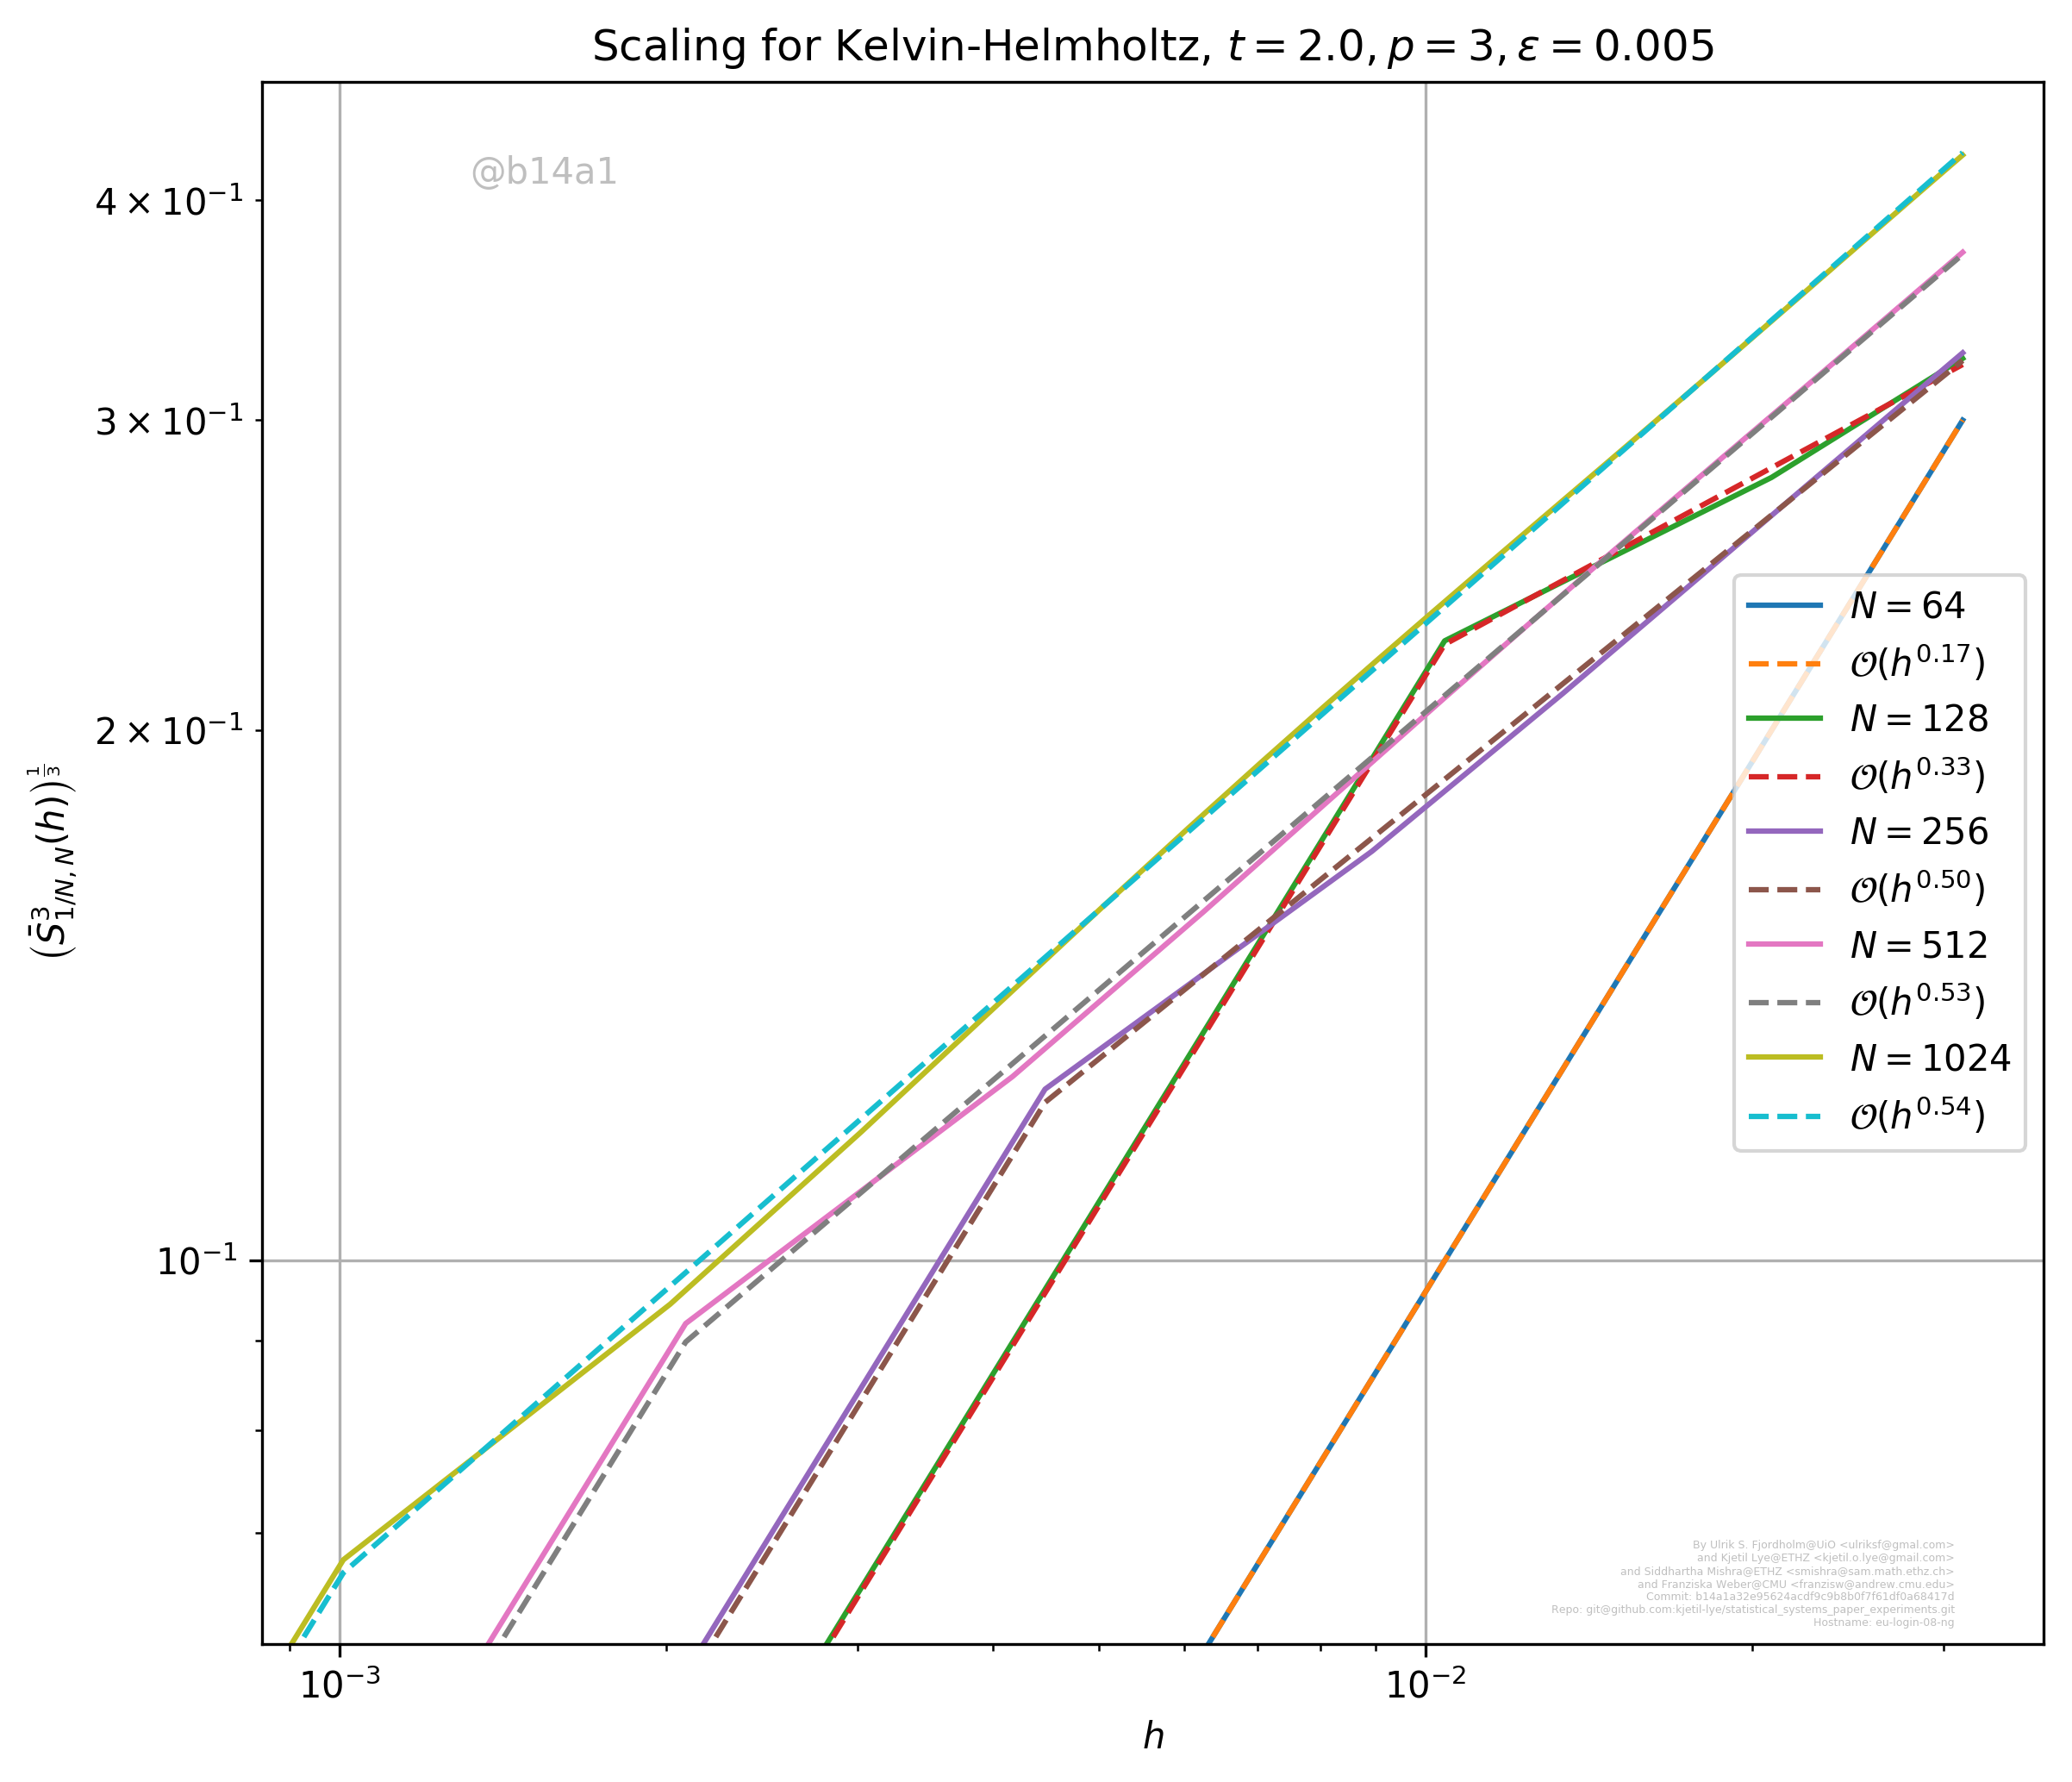 Scaling for Kelvin-Helmholtz, t = 2.0, p = 3, ε = 0.005
@b14a1
4 × 10⁻¹
3 × 10⁻¹
2 × 10⁻¹
10⁻¹
(S̄³_{1/N, N}(h))^{1/3}
N = 64
𝒪(h^{0.17})
N = 128
𝒪(h^{0.33})
N = 256
𝒪(h^{0.50})
N = 512
𝒪(h^{0.53})
N = 1024
𝒪(h^{0.54})
By Ulrik S. Fjordholm@UiO <ulriksf@gmal.com>
and Kjetil Lye@ETHZ <kjetil.o.lye@gmail.com>
and Siddhartha Mishra@ETHZ <smishra@sam.math.ethz.ch>
and Franziska Weber@CMU <franzisw@andrew.cmu.edu>
Commit: b14a1a32e95624acdf9c9b8b0f7f61df0a68417d
Repo: git@github.com:kjetil-lye/statistical_systems_paper_experiments.git
Hostname: eu-login-08-ng
10⁻³
10⁻²
h